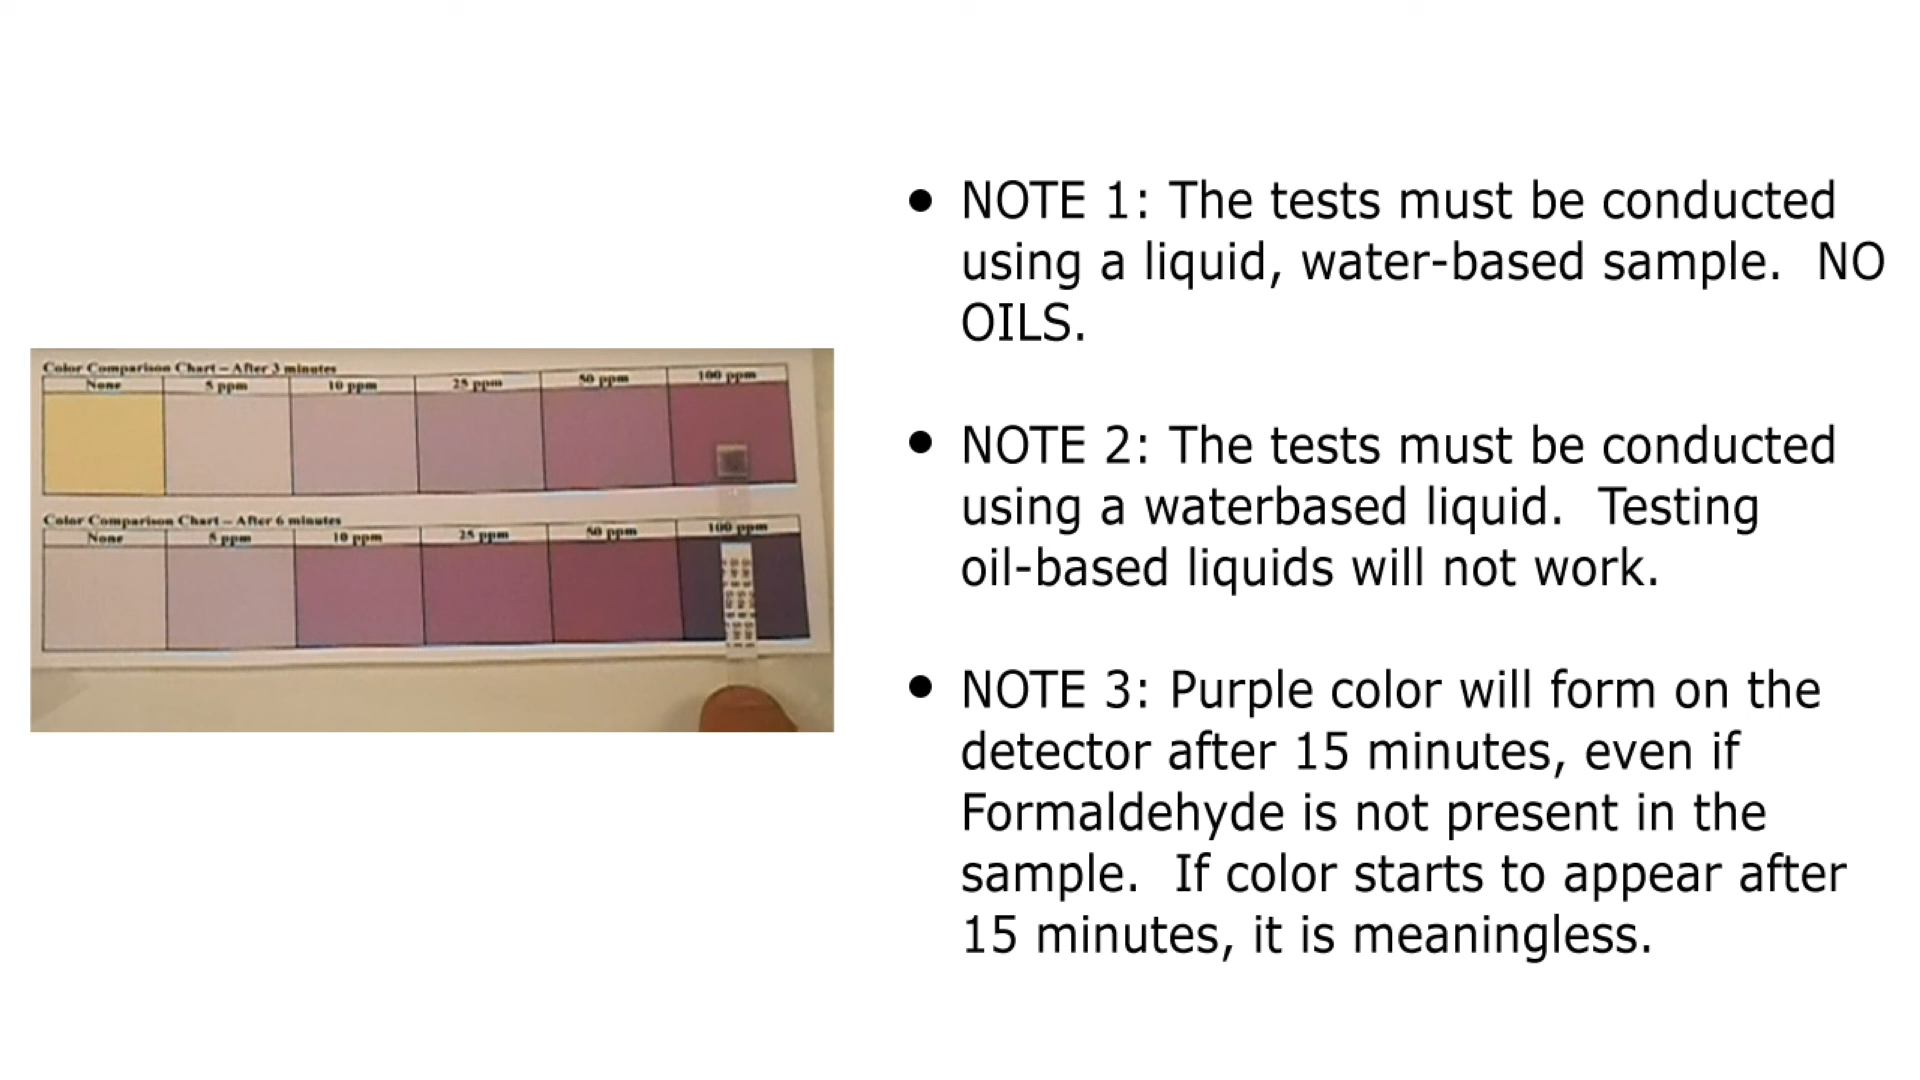 Color Comparison Chart – After 3 minutes
None 5 ppm 10 ppm 25 ppm 50 ppm 100 ppm
Color Comparison Chart – After 6 minutes
None 5 ppm 10 ppm 25 ppm 50 ppm 100 ppm
• NOTE 1: The tests must be conducted
using a liquid, water-based sample.  NO
OILS.
• NOTE 2: The tests must be conducted
using a waterbased liquid.  Testing
oil-based liquids will not work.
• NOTE 3: Purple color will form on the
detector after 15 minutes, even if
Formaldehyde is not present in the
sample.  If color starts to appear after
15 minutes, it is meaningless.